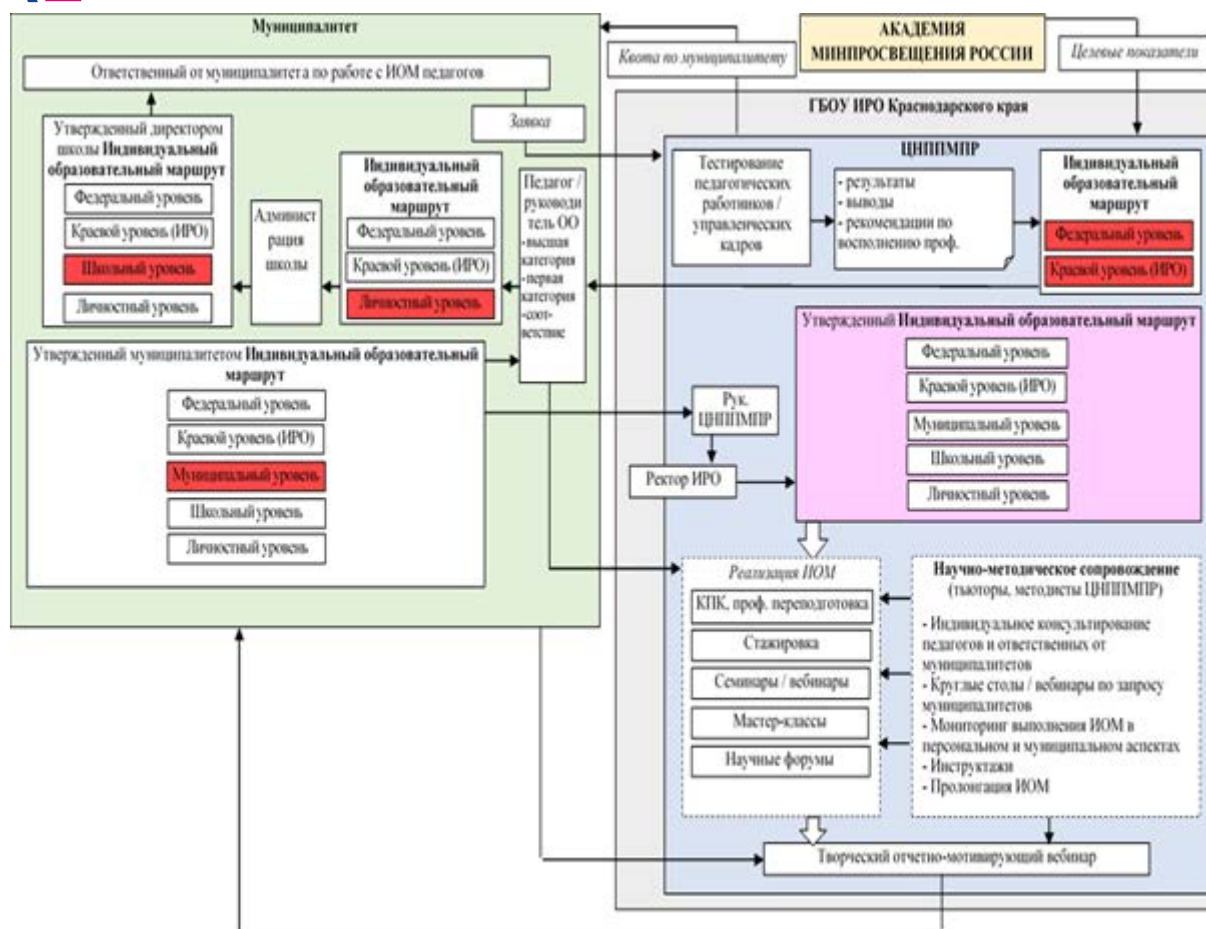 Муниципалитет
Ответственный от муниципалитета по работе с ИОМ педагогов
Утвержденный директором
школы Индивидуальный
образовательный маршрут
Федеральный уровень
Краевой уровень (ИРО)
Школьный уровень
Личностный уровень
Админист
рация
школы
Индивидуальный
образовательный
маршрут
Федеральный уровень
Краевой уровень (ИРО)
Личностный уровень
Педагог /
руководи
тель ОО
-высшая
категория
-первая
категория
-соот-
ветствие
Заявка
Квота по муниципалитету
АКАДЕМИЯ
МИНПРОСВЕЩЕНИЯ РОССИИ
Целевые показатели
Утвержденный муниципалитетом Индивидуальный образовательный
маршрут
Федеральный уровень
Краевой уровень (ИРО)
Муниципальный уровень
Школьный уровень
Личностный уровень
ГБОУ ИРО Краснодарского края
ЦНППМПР
Тестирование
педагогических
работников /
управленческих
кадров
- результаты
- выводы
- рекомендации по
восполнению проф.
Индивидуальный
образовательный
маршрут
Федеральный уровень
Краевой уровень (ИРО)
Рук.
ЦНППМПР
Ректор ИРО
Утвержденный Индивидуальный образовательный маршрут
Федеральный уровень
Краевой уровень (ИРО)
Муниципальный уровень
Школьный уровень
Личностный уровень
Реализация ИОМ
КПК, проф. переподготовка
Стажировка
Семинары / вебинары
Мастер-классы
Научные форумы
Научно-методическое сопровождение
(тьюторы, методисты ЦНППМПР)
- Индивидуальное консультирование
педагогов и ответственных от
муниципалитетов
- Круглые столы / вебинары по запросу
муниципалитетов
- Мониторинг выполнения ИОМ в
персональном и муниципальном аспектах
- Инструктажи
- Пролонгация ИОМ
Творческий отчетно-мотивирующий вебинар